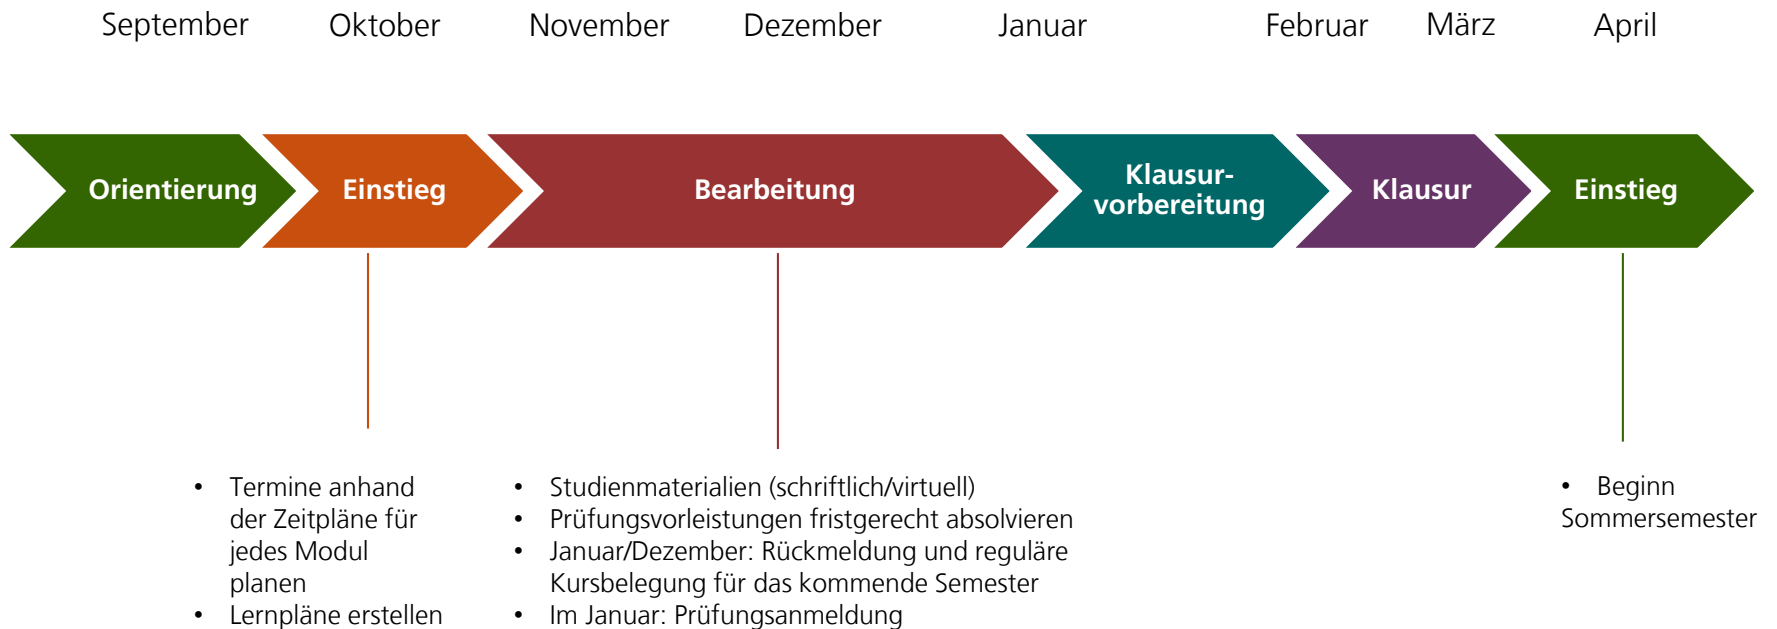 September Oktober November Dezember Januar Februar März April
Orientierung
Einstieg
Bearbeitung
Klausur-
vorbereitung
Klausur
Einstieg
• Termine anhand
der Zeitpläne für
jedes Modul
planen
• Lernpläne erstellen
• Studienmaterialien (schriftlich/virtuell)
• Prüfungsvorleistungen fristgerecht absolvieren
• Januar/Dezember: Rückmeldung und reguläre
Kursbelegung für das kommende Semester
• Im Januar: Prüfungsanmeldung
• Beginn
Sommersemester